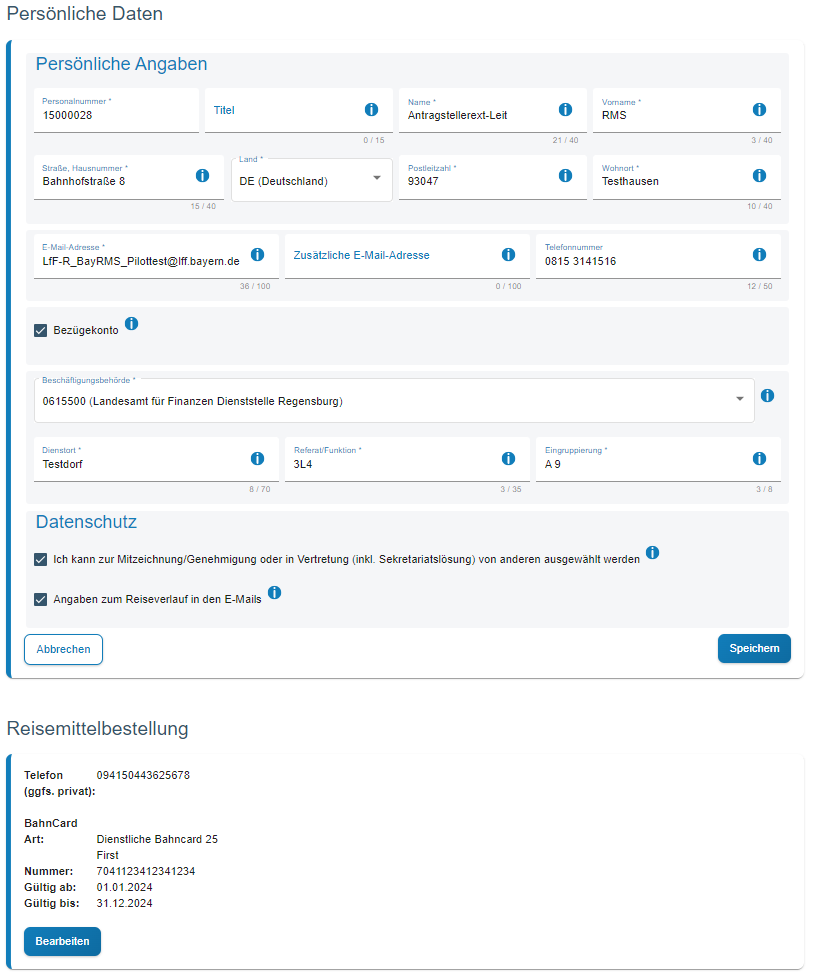 Persönliche Daten
Persönliche Angaben
Personalnummer *
15000028
Titel
0 / 15
Name *
Antragstellerext-Leit
21 / 40
Vorname *
RMS
3 / 40
Straße, Hausnummer *
Bahnhofstraße 8
15 / 40
Land *
DE (Deutschland)
Postleitzahl *
93047
Wohnort *
Testhausen
10 / 40
E-Mail-Adresse *
LfF-R_BayRMS_Pilottest@lff.bayern.de
36 / 100
Zusätzliche E-Mail-Adresse
0 / 100
Telefonnummer
0815 3141516
12 / 50
Bezügekonto
Beschäftigungsbehörde *
0615500 (Landesamt für Finanzen Dienststelle Regensburg)
Dienstort *
Testdorf
8 / 70
Referat/Funktion *
3L4
3 / 35
Eingruppierung *
A 9
3 / 8
Datenschutz
Ich kann zur Mitzeichnung/Genehmigung oder in Vertretung (inkl. Sekretariatslösung) von anderen ausgewählt werden
Angaben zum Reiseverlauf in den E-Mails
Abbrechen
Speichern
Reisemittelbestellung
Telefon 094150443625678
(ggfs. privat):
BahnCard
Art: Dienstliche Bahncard 25
First
Nummer: 7041123412341234
Gültig ab: 01.01.2024
Gültig bis: 31.12.2024
Bearbeiten